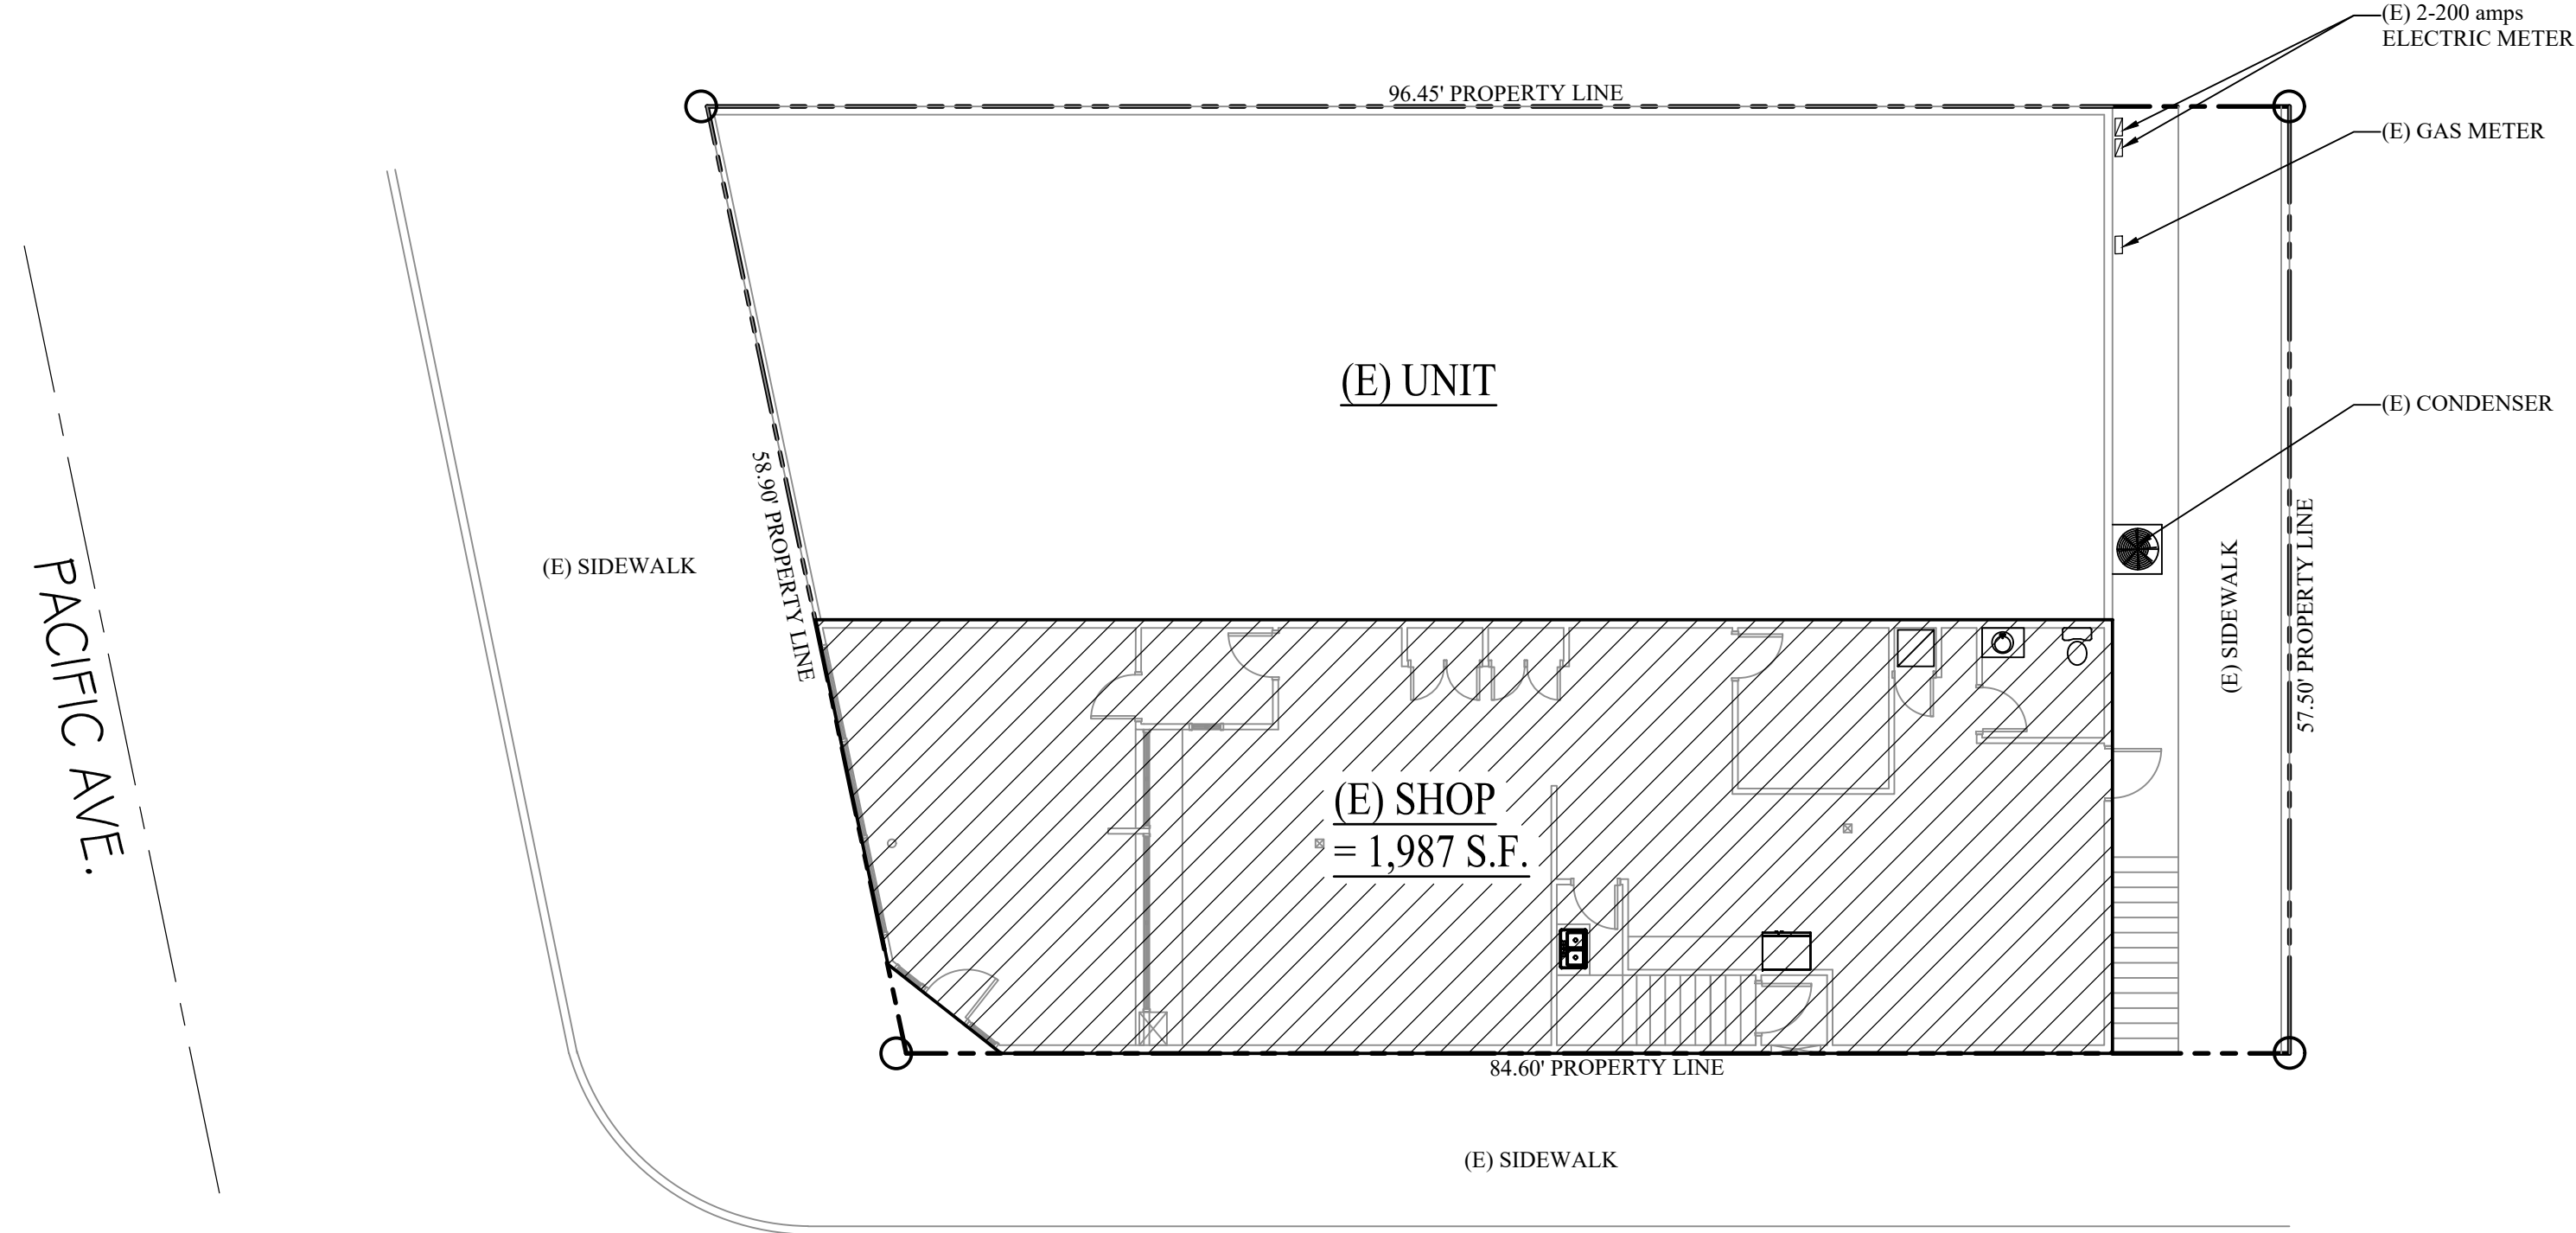 (E) 2-200 amps
ELECTRIC METER
96.45' PROPERTY LINE
(E) GAS METER
(E) UNIT
(E) CONDENSER
58.90' PROPERTY LINE
(E) SIDEWALK
57.50' PROPERTY LINE
(E) SIDEWALK
PACIFIC AVE.
(E) SHOP
= 1,987 S.F.
84.60' PROPERTY LINE
(E) SIDEWALK